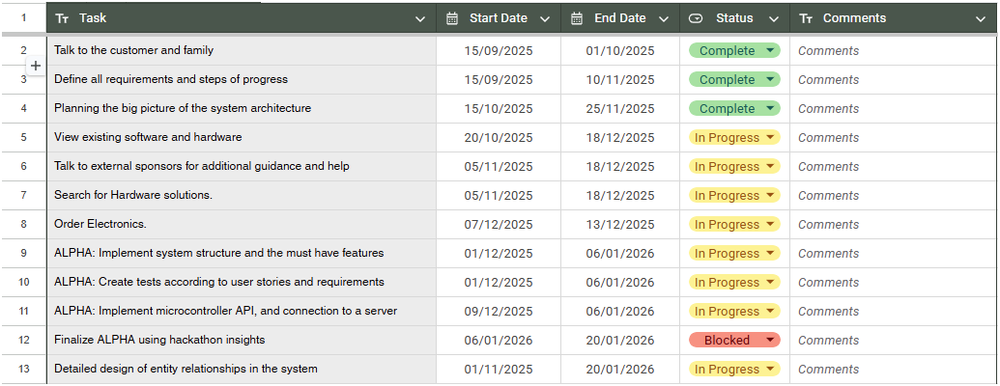 1 Task Start Date End Date Status Comments
2 Talk to the customer and family 15/09/2025 01/10/2025 Complete Comments
3 Define all requirements and steps of progress 15/09/2025 10/11/2025 Complete Comments
4 Planning the big picture of the system architecture 15/10/2025 25/11/2025 Complete Comments
5 View existing software and hardware 20/10/2025 18/12/2025 In Progress Comments
6 Talk to external sponsors for additional guidance and help 05/11/2025 18/12/2025 In Progress Comments
7 Search for Hardware solutions. 05/11/2025 18/12/2025 In Progress Comments
8 Order Electronics. 07/12/2025 13/12/2025 In Progress Comments
9 ALPHA: Implement system structure and the must have features 01/12/2025 06/01/2026 In Progress Comments
10 ALPHA: Create tests according to user stories and requirements 01/12/2025 06/01/2026 In Progress Comments
11 ALPHA: Implement microcontroller API, and connection to a server 09/12/2025 06/01/2026 In Progress Comments
12 Finalize ALPHA using hackathon insights 06/01/2026 20/01/2026 Blocked Comments
13 Detailed design of entity relationships in the system 01/11/2025 20/01/2026 In Progress Comments